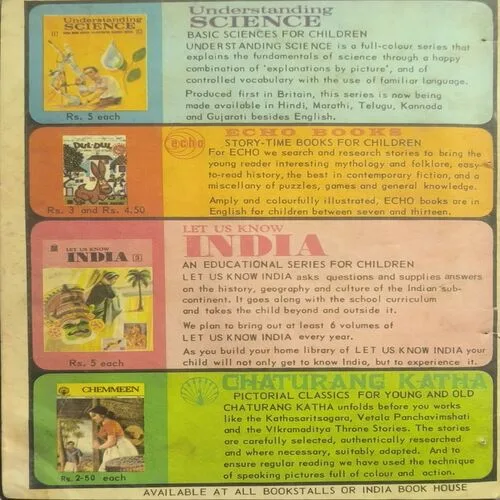 Understanding
SCIENCE
BASIC SCIENCES FOR CHILDREN
UNDERSTANDING SCIENCE is a full-colour series that
explains the fundamentals of science through a happy
combination of 'explanations by picture', and of
controlled vocabulary with the use of familiar language.
Produced first in Britain, this series is now being
made available in Hindi, Marathi, Telugu, Kannada
and Gujarati besides English.
Understanding
SCIENCE
Rs. 5 each
ECHO BOOKS
echo
STORY-TIME BOOKS FOR CHILDREN
For ECHO we search and research stories to bring the
young reader interesting mythology and folklore, easy-
to-read history, the best in contemporary fiction, and a
miscellany of puzzles, games and general knowledge.
Amply and colourfully illustrated, ECHO books are in
English for children between seven and thirteen.
DUL-DUL
Rs. 3 and Rs. 4.50
LET US KNOW
INDIA
AN EDUCATIONAL SERIES FOR CHILDREN
LET US KNOW INDIA asks questions and supplies answers
on the history, geography and culture of the Indian sub-
continent. It goes along with the school curriculum
and takes the child beyond and outside it.
We plan to bring out at least 6 volumes of
LET US KNOW INDIA every year.
As you build your home library of LET US KNOW INDIA your
child will not only get to know India, but to experience it.
LET US KNOW
INDIA 3
Rs. 5 each
CHATURANG KATHA
PICTORIAL CLASSICS FOR YOUNG AND OLD
CHATURANG KATHA unfolds before you works
like the Kathasaritsagara, Vetala Panchavimshati
and the Vikramaditya Throne Stories. The stories
are carefully selected, authentically researched
and where necessary, suitably adapted. And to
ensure regular reading we have used the technique
of speaking pictures full of colour and action.
CHEMMEEN
Rs. 2-50 each
AVAILABLE AT ALL BOOKSTALLS OR INDIA BOOK HOUSE